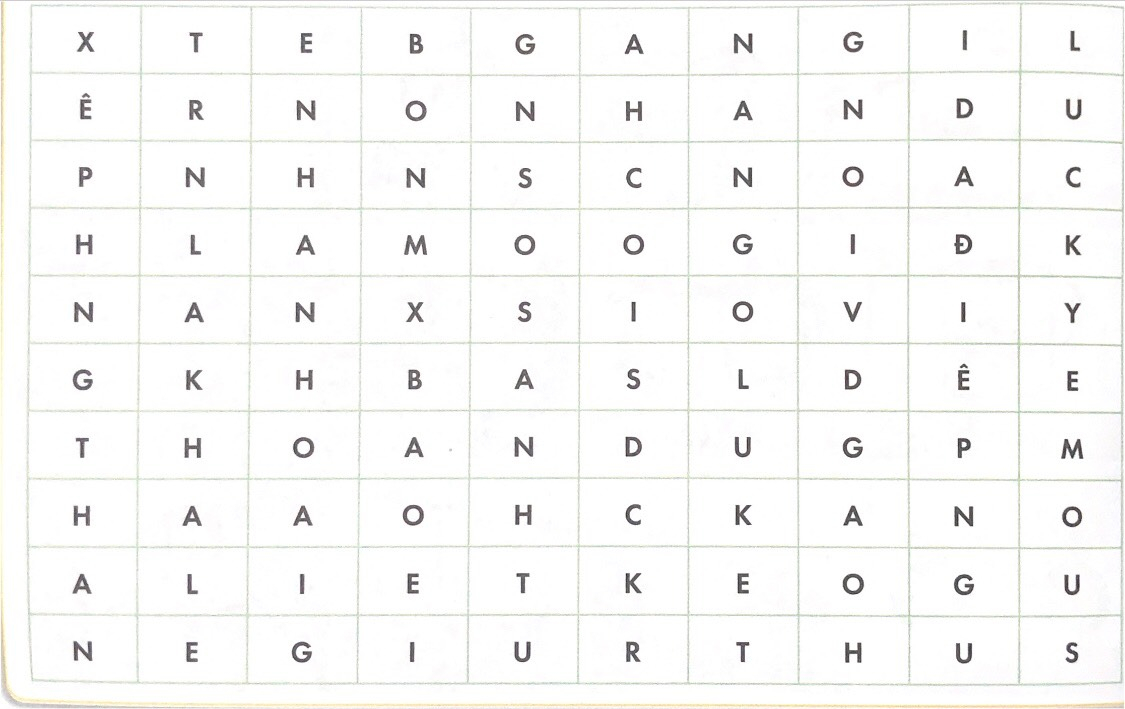 X T E B G A N G I L
Ê R N O N H A N D U
P N H N S C N O A C
H L A M O O G I Đ K
N A N X S I O V I Y
G K H B A S L D Ê E
T H O A N D U G P M
H A A O H C K A N O
A L I E T K E O G U
N E G I U R T H U S